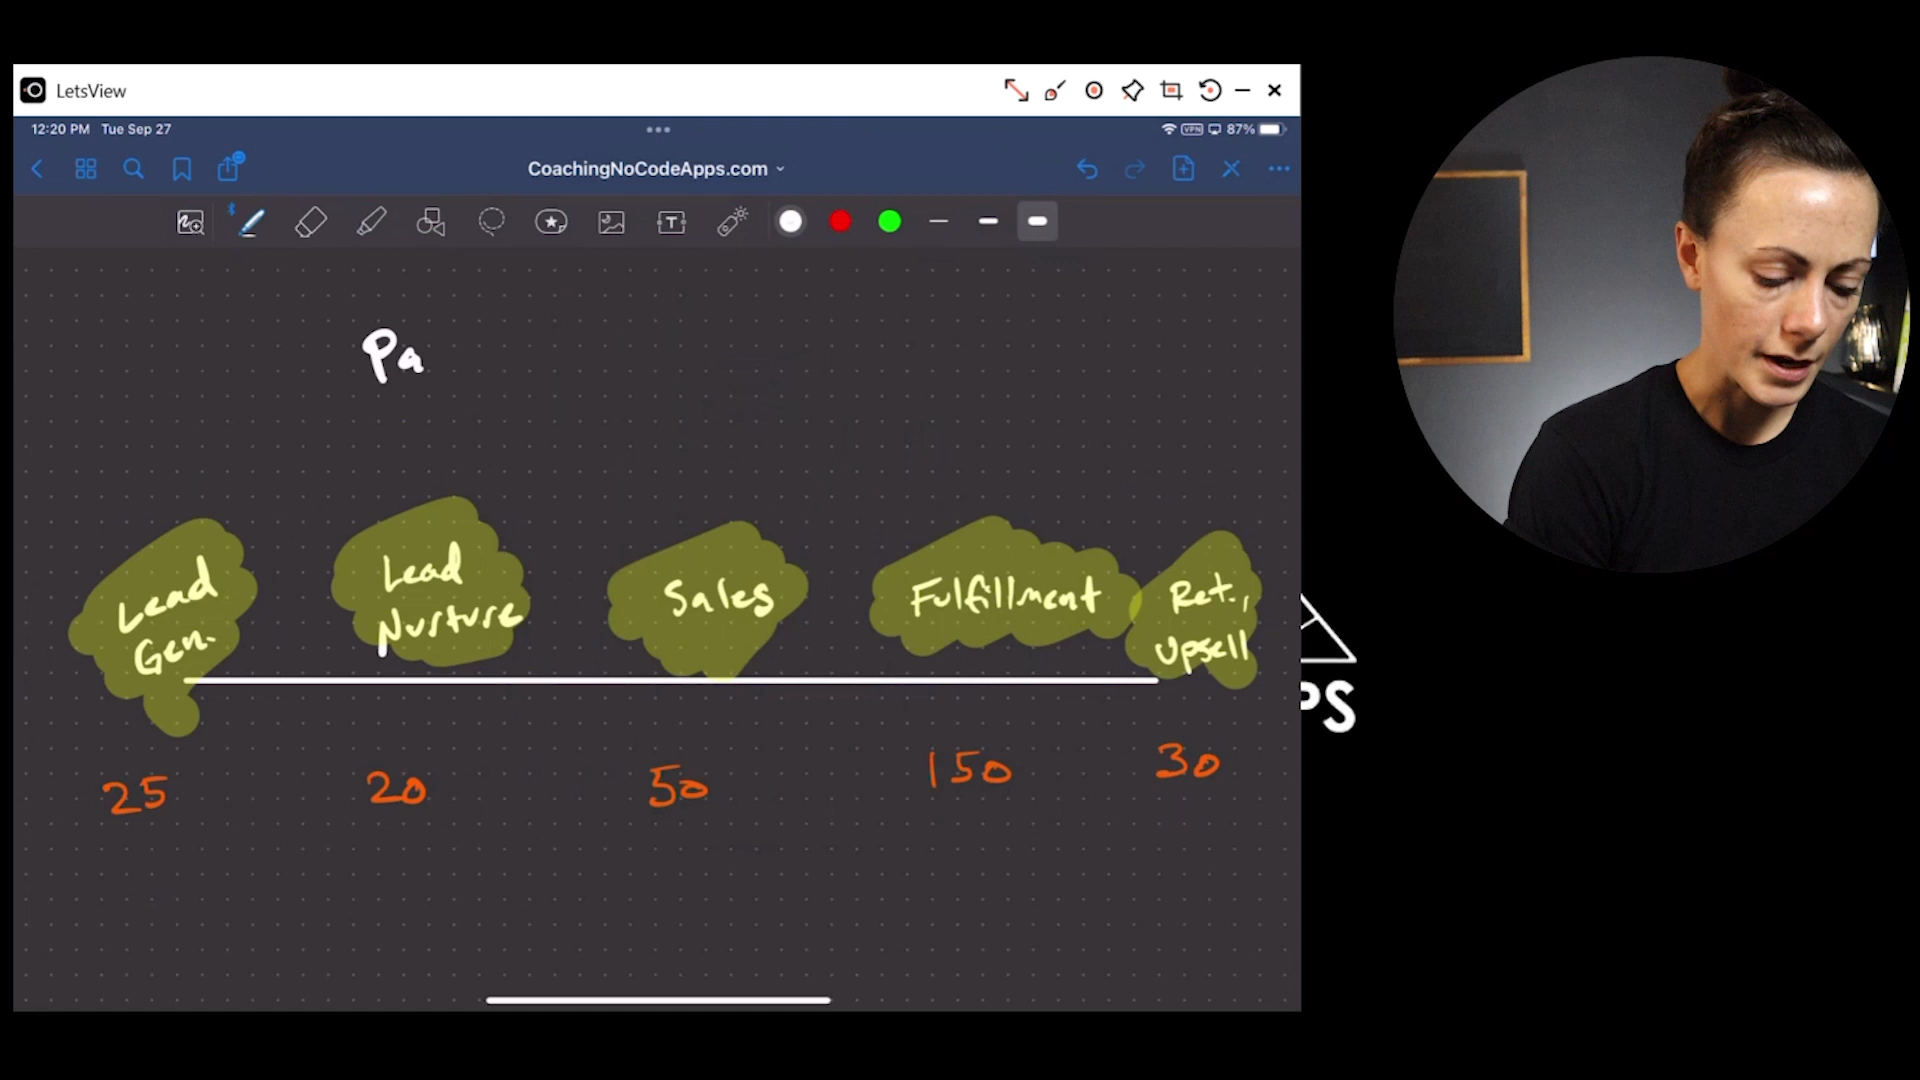 LetsView
12:20 PM Tue Sep 27
VPN 87%
CoachingNoCodeApps.com
T
Pa
Lead
Gen.
Lead
Nurture
Sales
Fulfillment
Ret.,
Upsell
PS
25
20
50
150
30